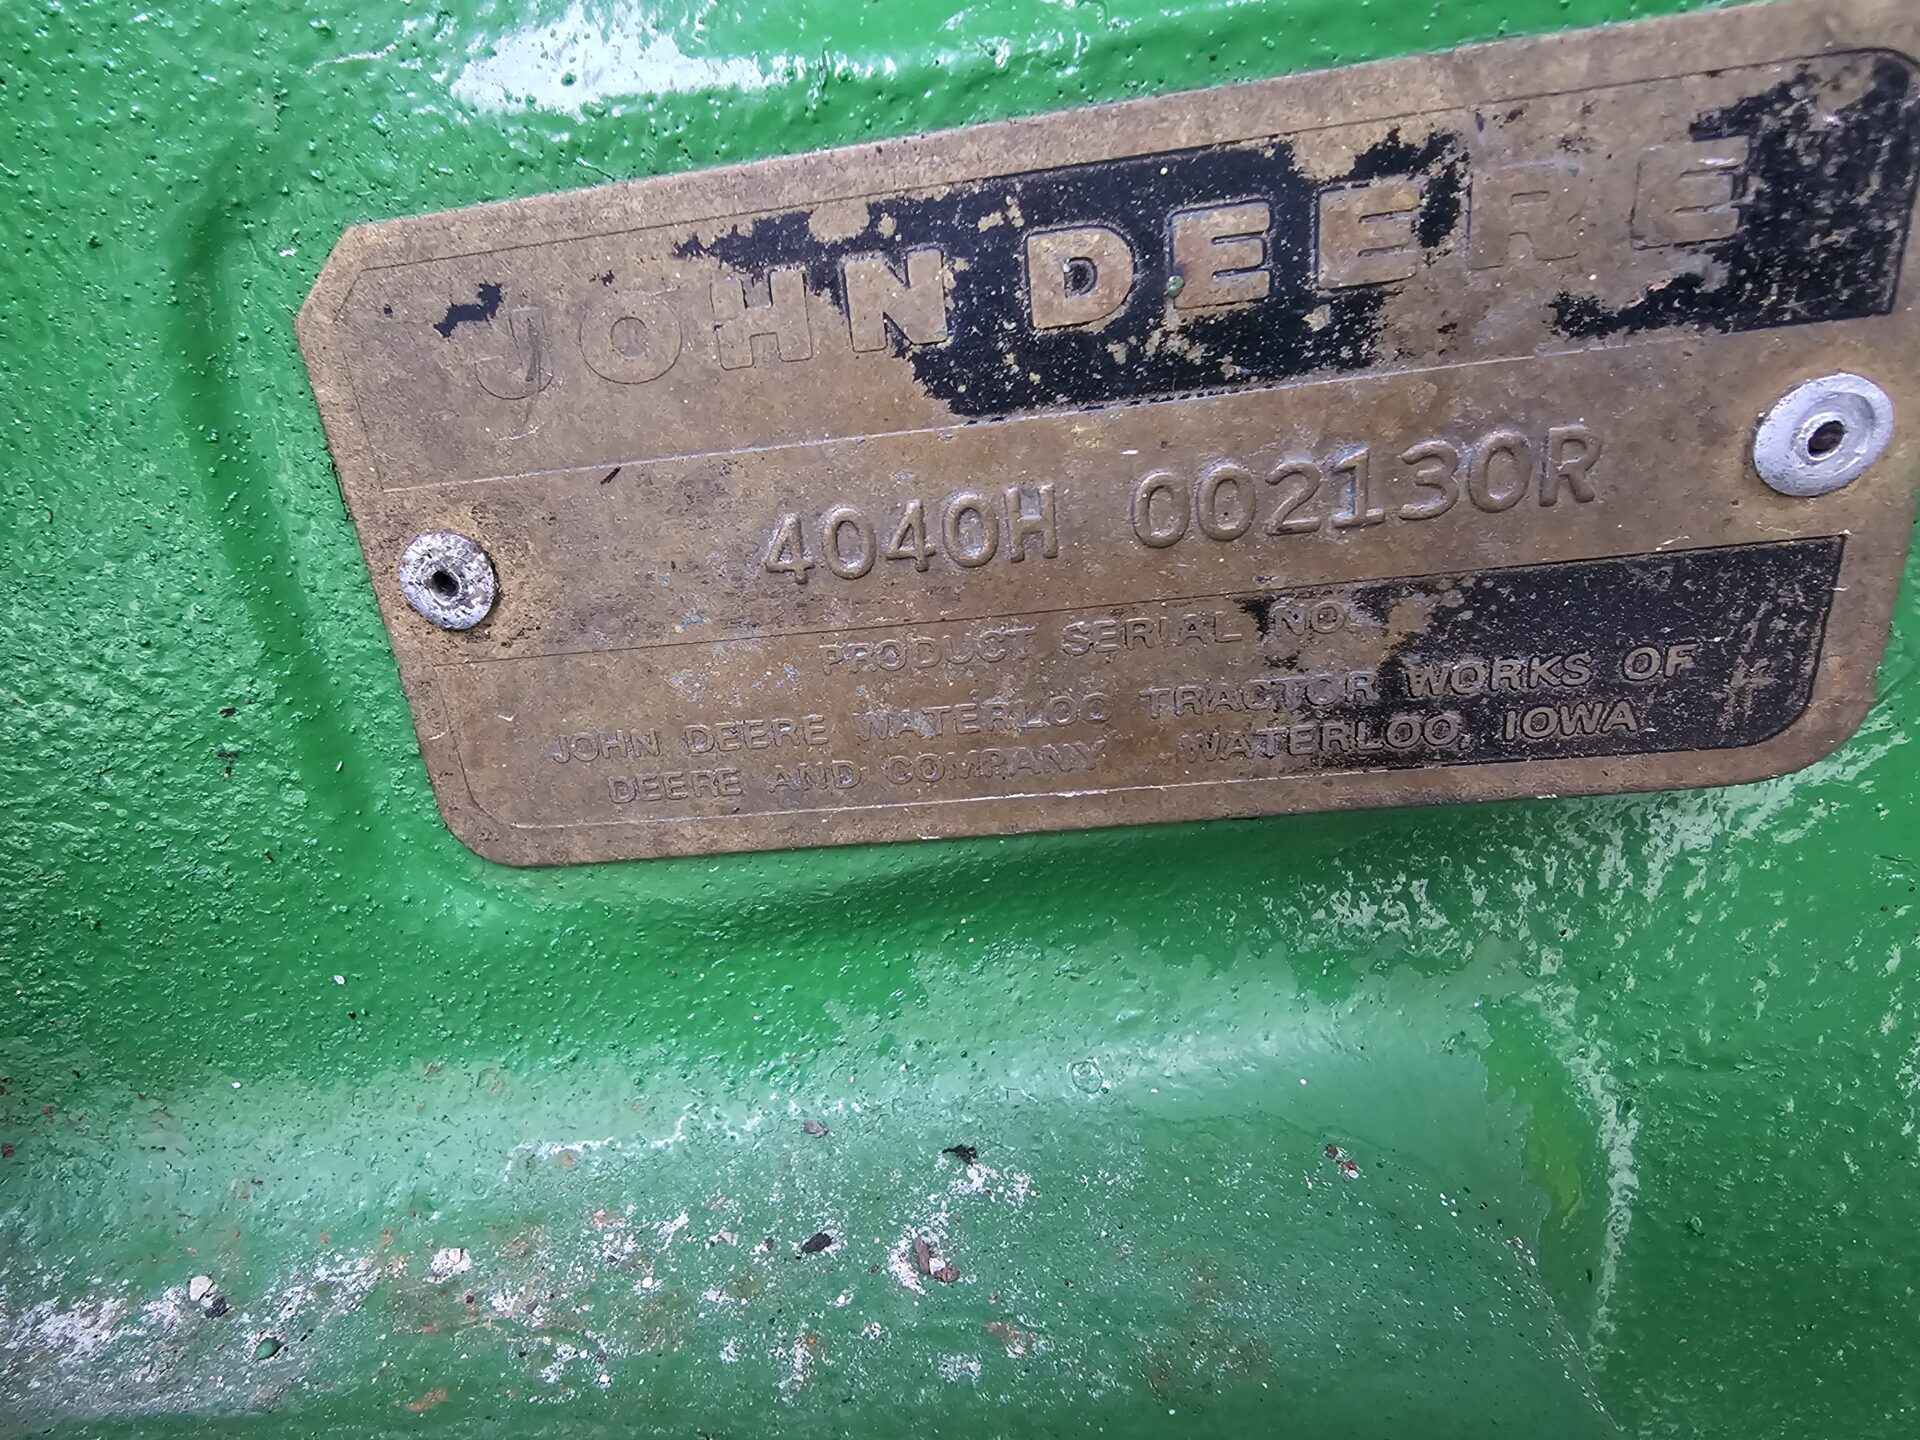 JOHN DEERE
4040H 002130R
PRODUCT SERIAL NO.
JOHN DEERE WATERLOO TRACTOR WORKS OF
DEERE AND COMPANY WATERLOO, IOWA